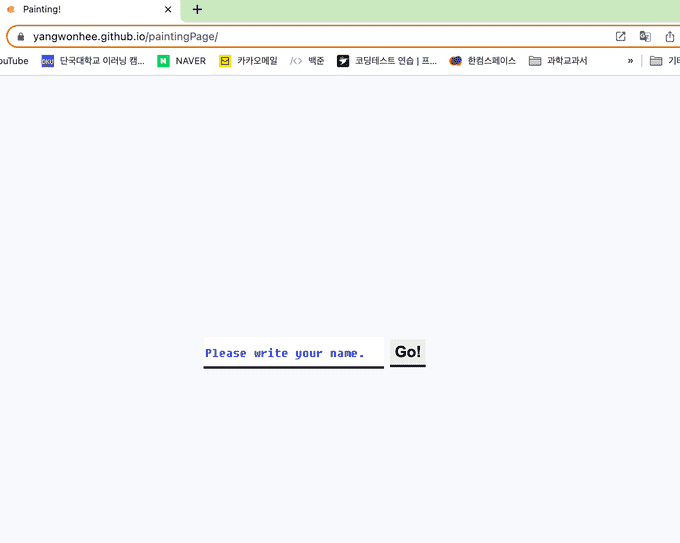 Painting!
yangwonhee.github.io/paintingPage/
ouTube DKU 단국대학교 이러닝 캠... N NAVER 카카오메일 </> 백준 코딩테스트 연습 | 프... 한컴스페이스 과학교과서 » 기타
Please write your name. Go!